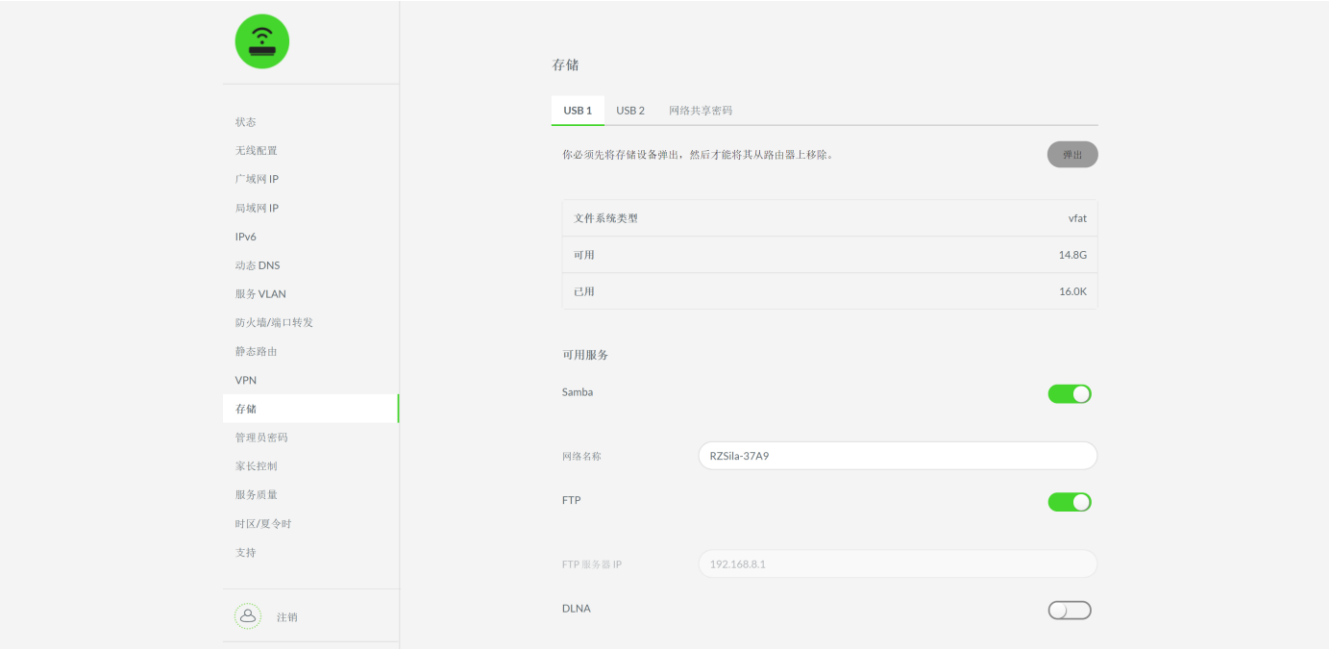 状态
无线配置
广域网 IP
局域网 IP
IPv6
动态 DNS
服务 VLAN
防火墙/端口转发
静态路由
VPN
存储
管理员密码
家长控制
服务质量
时区/夏令时
支持
注销
存储
USB 1 USB 2 网络共享密码
你必须先将存储设备弹出，然后才能将其从路由器上移除。 弹出
文件系统类型 vfat
可用 14.8G
已用 16.0K
可用服务
Samba
网络名称 RZSila-37A9
FTP
FTP 服务器 IP 192.168.8.1
DLNA